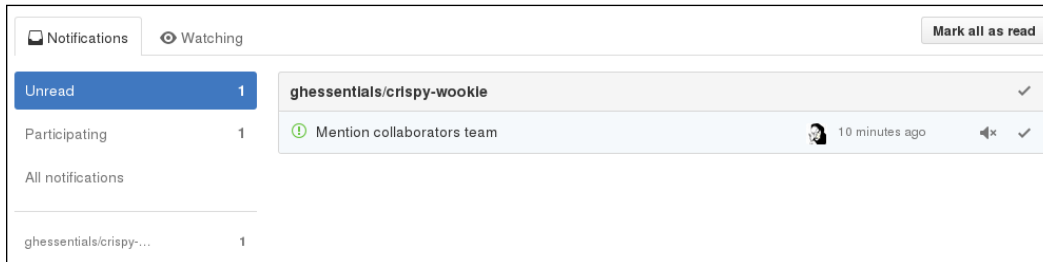 Notifications Watching Mark all as read
Unread 1
ghessentials/crispy-wookie
Mention collaborators team 10 minutes ago
Participating 1
All notifications
ghessentials/crispy-... 1